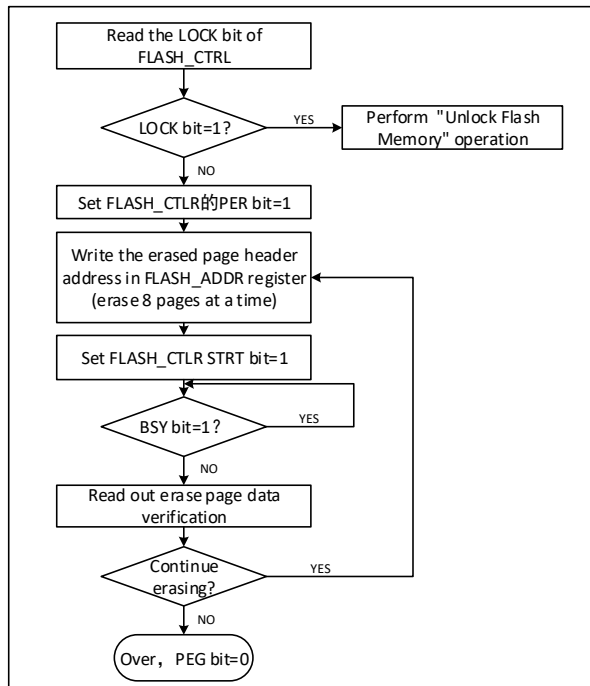 Read the LOCK bit of
FLASH_CTRL
LOCK bit=1?
YES
Perform "Unlock Flash
Memory" operation
NO
Set FLASH_CTLR的PER bit=1
Write the erased page header
address in FLASH_ADDR register
(erase 8 pages at a time)
Set FLASH_CTLR STRT bit=1
BSY bit=1?
YES
NO
Read out erase page data
verification
Continue
erasing?
YES
NO
Over，PEG bit=0